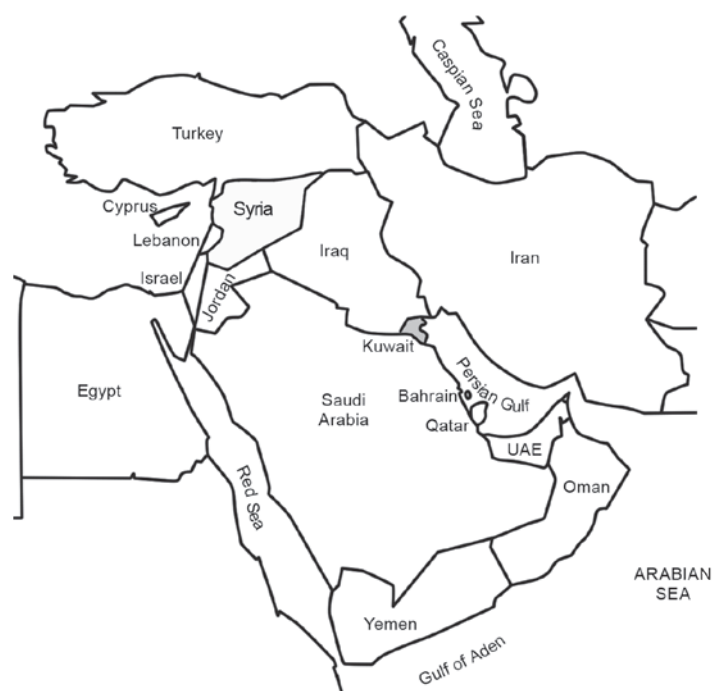 Caspian Sea
Turkey
Cyprus
Syria
Lebanon
Iraq
Iran
Israel
Jordan
Kuwait
Egypt
Saudi
Arabia
Bahrain
Persian Gulf
Qatar
UAE
Red Sea
Oman
ARABIAN
SEA
Yemen
Gulf of Aden